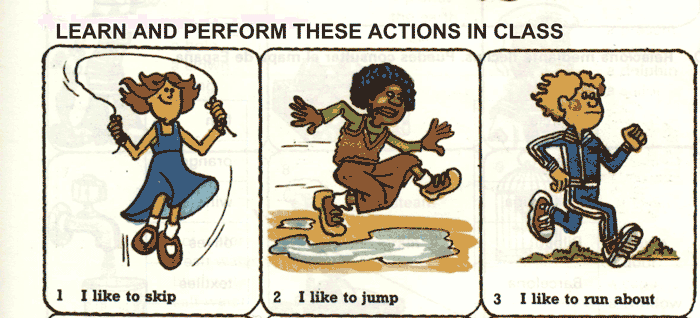 LEARN AND PERFORM THESE ACTIONS IN CLASS
1 I like to skip
2 I like to jump
3 I like to run about